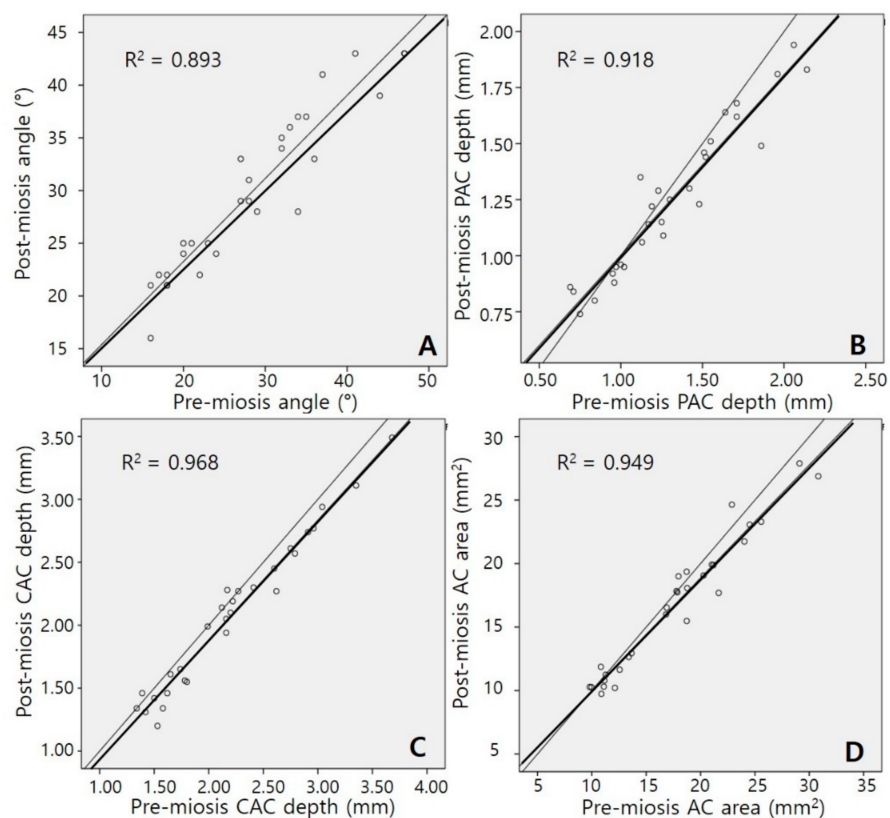 45
40
35
30
25
20
15
Post-miosis angle (°)
R² = 0.893
A
10 20 30 40 50
Pre-miosis angle (°)
2.00
1.75
1.50
1.25
1.00
0.75
Post-miosis PAC depth (mm)
R² = 0.918
B
0.50 1.00 1.50 2.00 2.50
Pre-miosis PAC depth (mm)
3.50
3.00
2.50
2.00
1.50
1.00
Post-miosis CAC depth (mm)
R² = 0.968
C
1.00 1.50 2.00 2.50 3.00 3.50 4.00
Pre-miosis CAC depth (mm)
30
25
20
15
10
5
Post-miosis AC area (mm²)
R² = 0.949
D
5 10 15 20 25 30 35
Pre-miosis AC area (mm²)